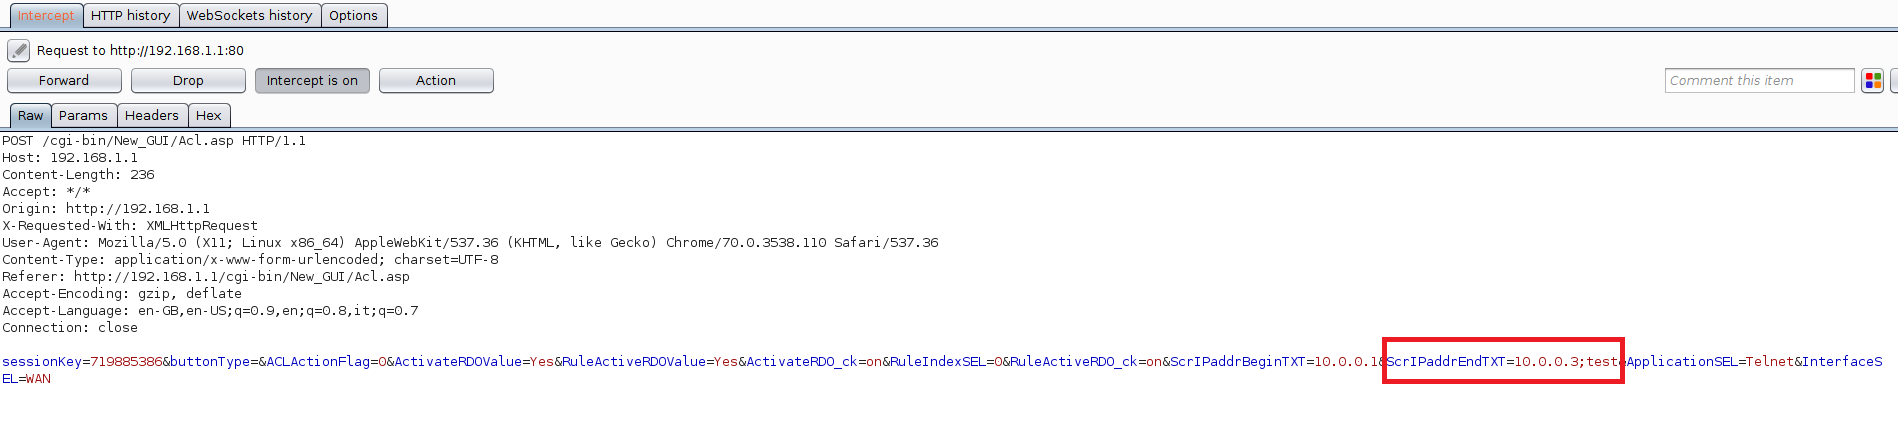 Intercept HTTP history WebSockets history Options
Request to http://192.168.1.1:80
Forward Drop Intercept is on Action Comment this item
Raw Params Headers Hex
POST /cgi-bin/New_GUI/Acl.asp HTTP/1.1
Host: 192.168.1.1
Content-Length: 236
Accept: */*
Origin: http://192.168.1.1
X-Requested-With: XMLHttpRequest
User-Agent: Mozilla/5.0 (X11; Linux x86_64) AppleWebKit/537.36 (KHTML, like Gecko) Chrome/70.0.3538.110 Safari/537.36
Content-Type: application/x-www-form-urlencoded; charset=UTF-8
Referer: http://192.168.1.1/cgi-bin/New_GUI/Acl.asp
Accept-Encoding: gzip, deflate
Accept-Language: en-GB,en-US;q=0.9,en;q=0.8,it;q=0.7
Connection: close
sessionKey=719885386&buttonType=&ACLActionFlag=0&ActivateRDOValue=Yes&RuleActiveRDOValue=Yes&ActivateRDO_ck=on&RuleIndexSEL=0&RuleActiveRDO_ck=on&ScrIPaddrBeginTXT=10.0.0.1&ScrIPaddrEndTXT=10.0.0.3;test&ApplicationSEL=Telnet&InterfaceS
EL=WAN